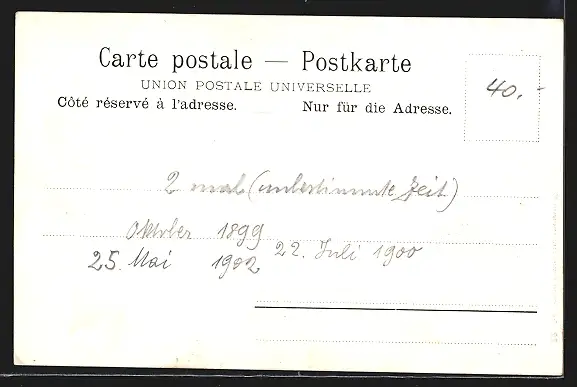 Carte postale — Postkarte
UNION POSTALE UNIVERSELLE
Côté réservé à l'adresse. Nur für die Adresse.
40.-
2 mal (unbestimmte Zeit)
Oktober 1899
22. Juli 1900
25. Mai 1902